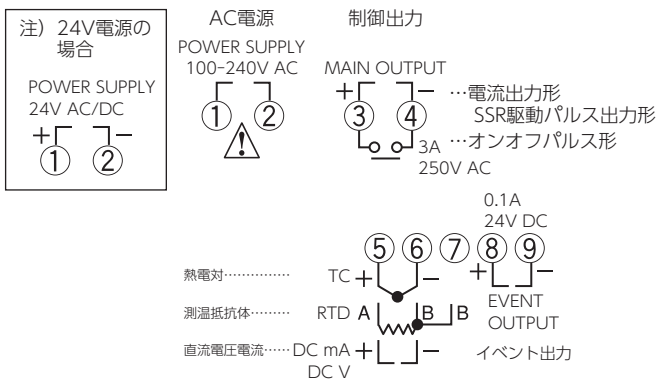 注）24V電源の
場合
POWER SUPPLY
24V AC/DC
+ −
① ②
AC電源
POWER SUPPLY
100-240V AC
① ②
制御出力
MAIN OUTPUT
+ − …電流出力形
SSR駆動パルス出力形
③ ④
…オンオフパルス形
3A
250V AC
0.1A
24V DC
⑤ ⑥ ⑦ ⑧ ⑨
熱電対…………… TC + − + −
EVENT
OUTPUT
測温抵抗体……… RTD A B B
直流電圧電流…… DC mA + − イベント出力
DC V